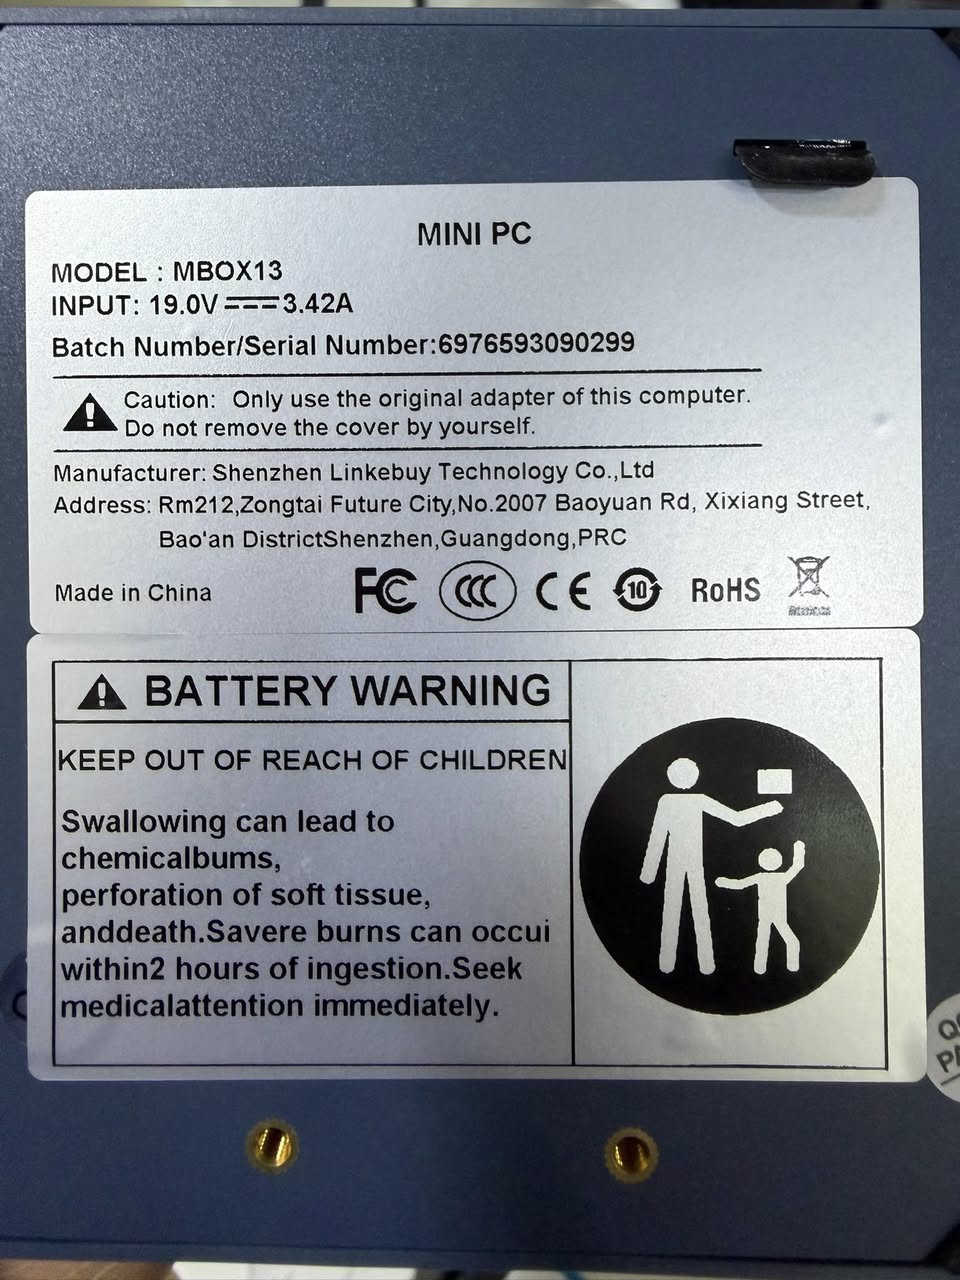 MINI PC
MODEL : MBOX13
INPUT: 19.0V 3.42A
Batch Number/Serial Number:6976593090299
Caution: Only use the original adapter of this computer.
Do not remove the cover by yourself.
Manufacturer: Shenzhen Linkebuy Technology Co.,Ltd
Address: Rm212,Zongtai Future City,No.2007 Baoyuan Rd, Xixiang Street,
Bao'an DistrictShenzhen,Guangdong,PRC
Made in China FC CCC CE 10 RoHS
BATTERY WARNING
KEEP OUT OF REACH OF CHILDREN
Swallowing can lead to
chemicalbums,
perforation of soft tissue,
anddeath.Savere burns can occui
within2 hours of ingestion.Seek
medicalattention immediately.